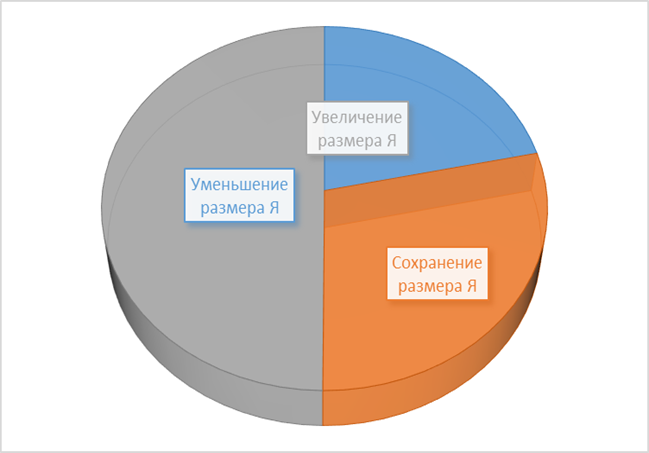 Увеличение
размера Я
Уменьшение
размера Я
Сохранение
размера Я